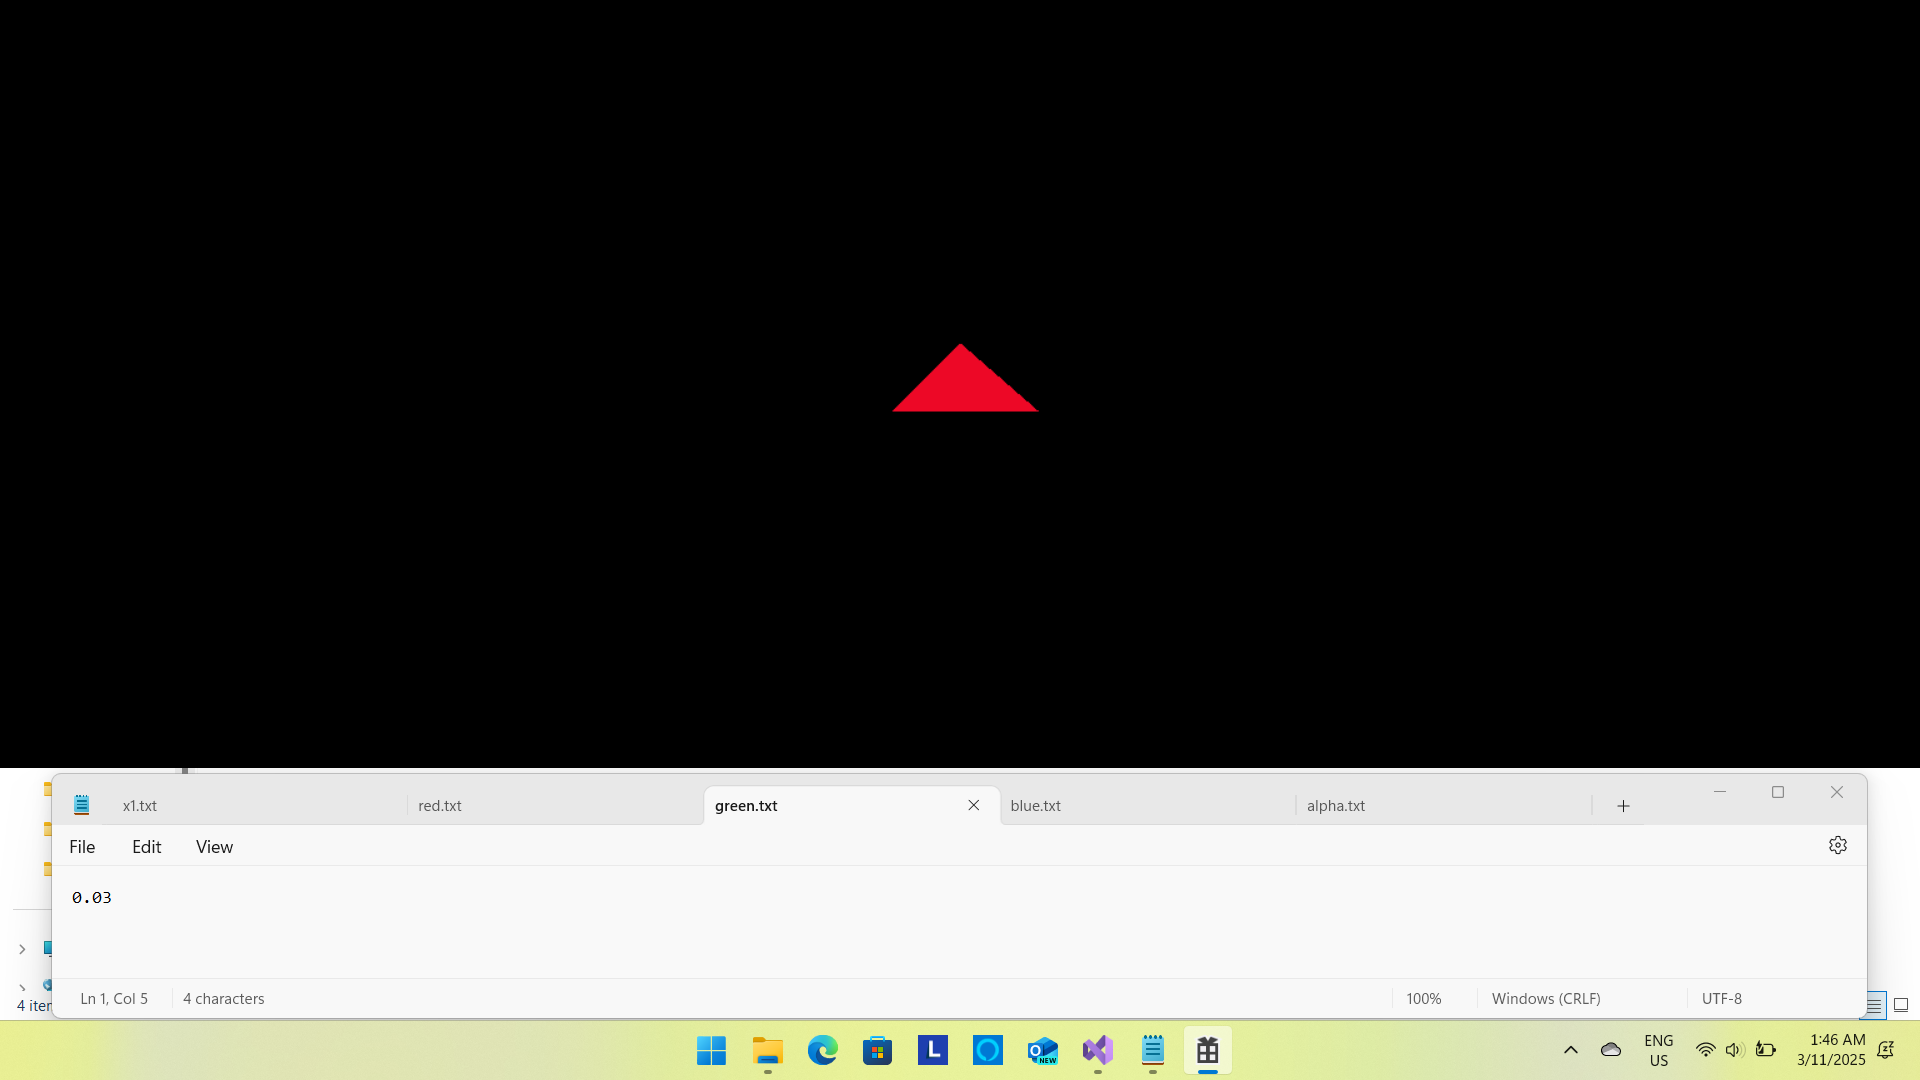 x1.txt
red.txt
green.txt
blue.txt
alpha.txt
File
Edit
View
0.03
Ln 1, Col 5
4 characters
100%
Windows (CRLF)
UTF-8
4
L
NEW
ENG
US
1:46 AM
3/11/2025